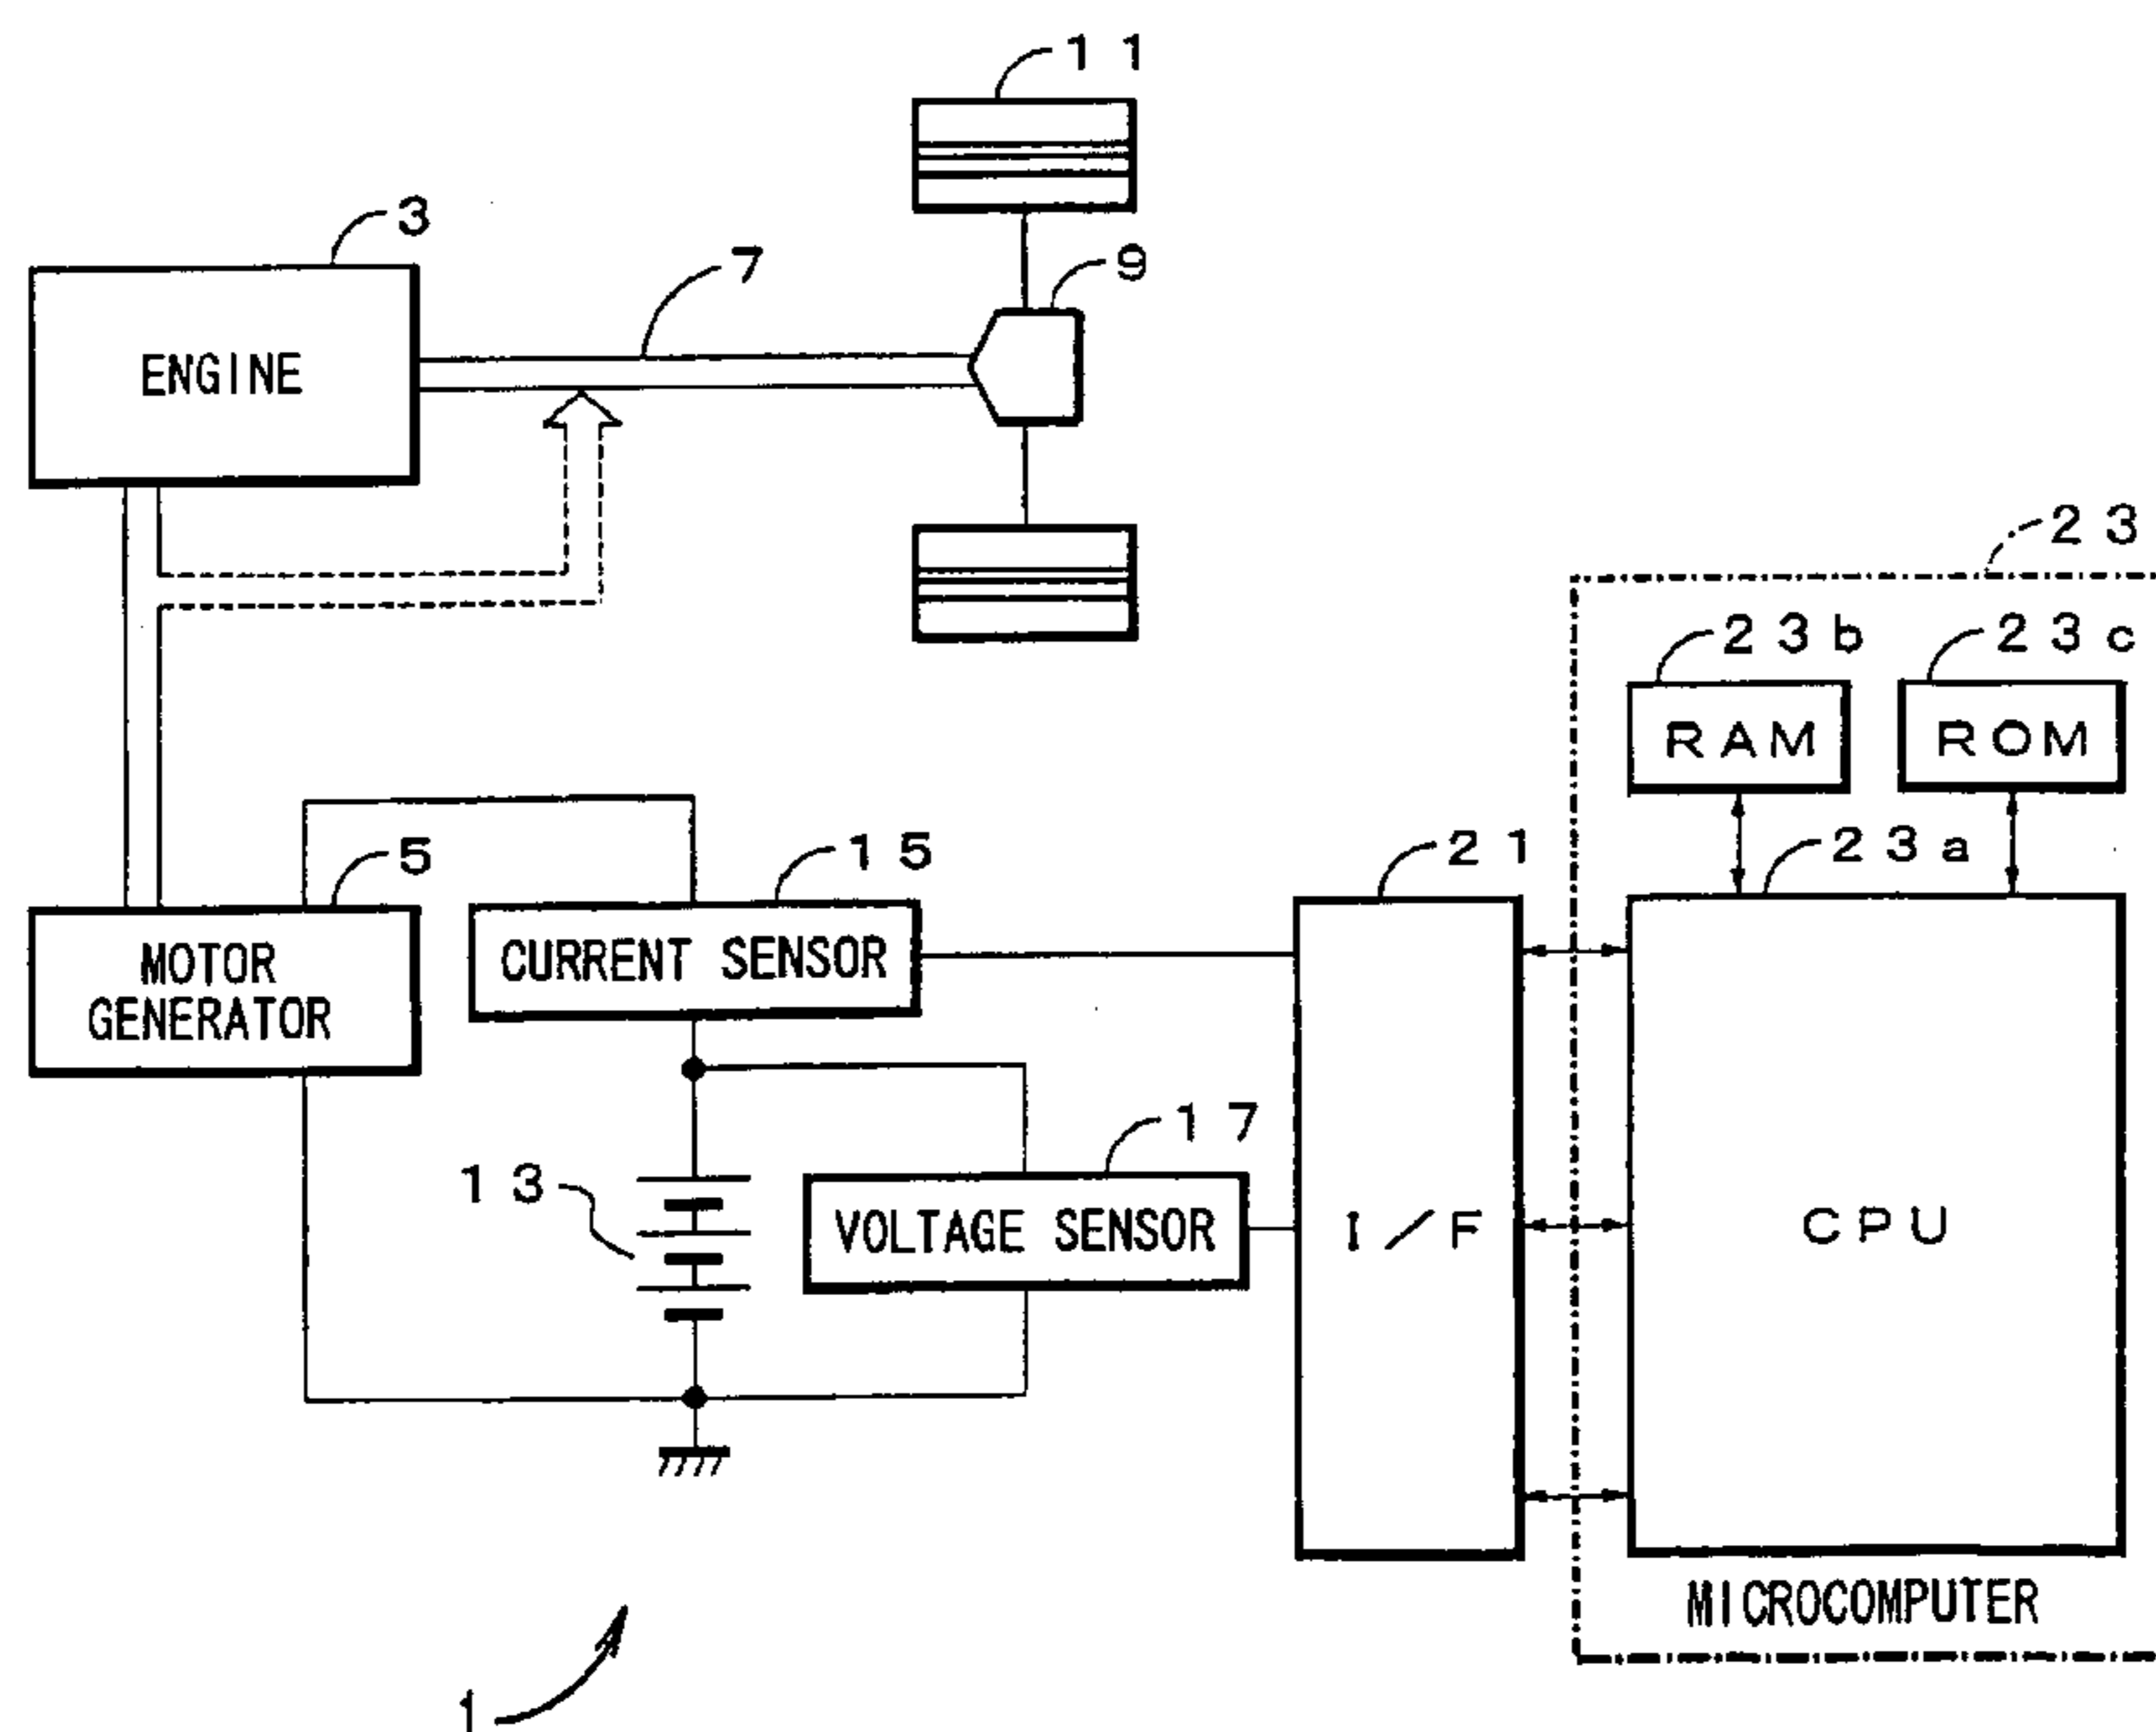 11
3
7
9
ENGINE
23
23b
23c
RAM
ROM
5
15
21
23a
MOTOR
GENERATOR
CURRENT SENSOR
17
13
VOLTAGE SENSOR
I/F
CPU
MICROCOMPUTER
1